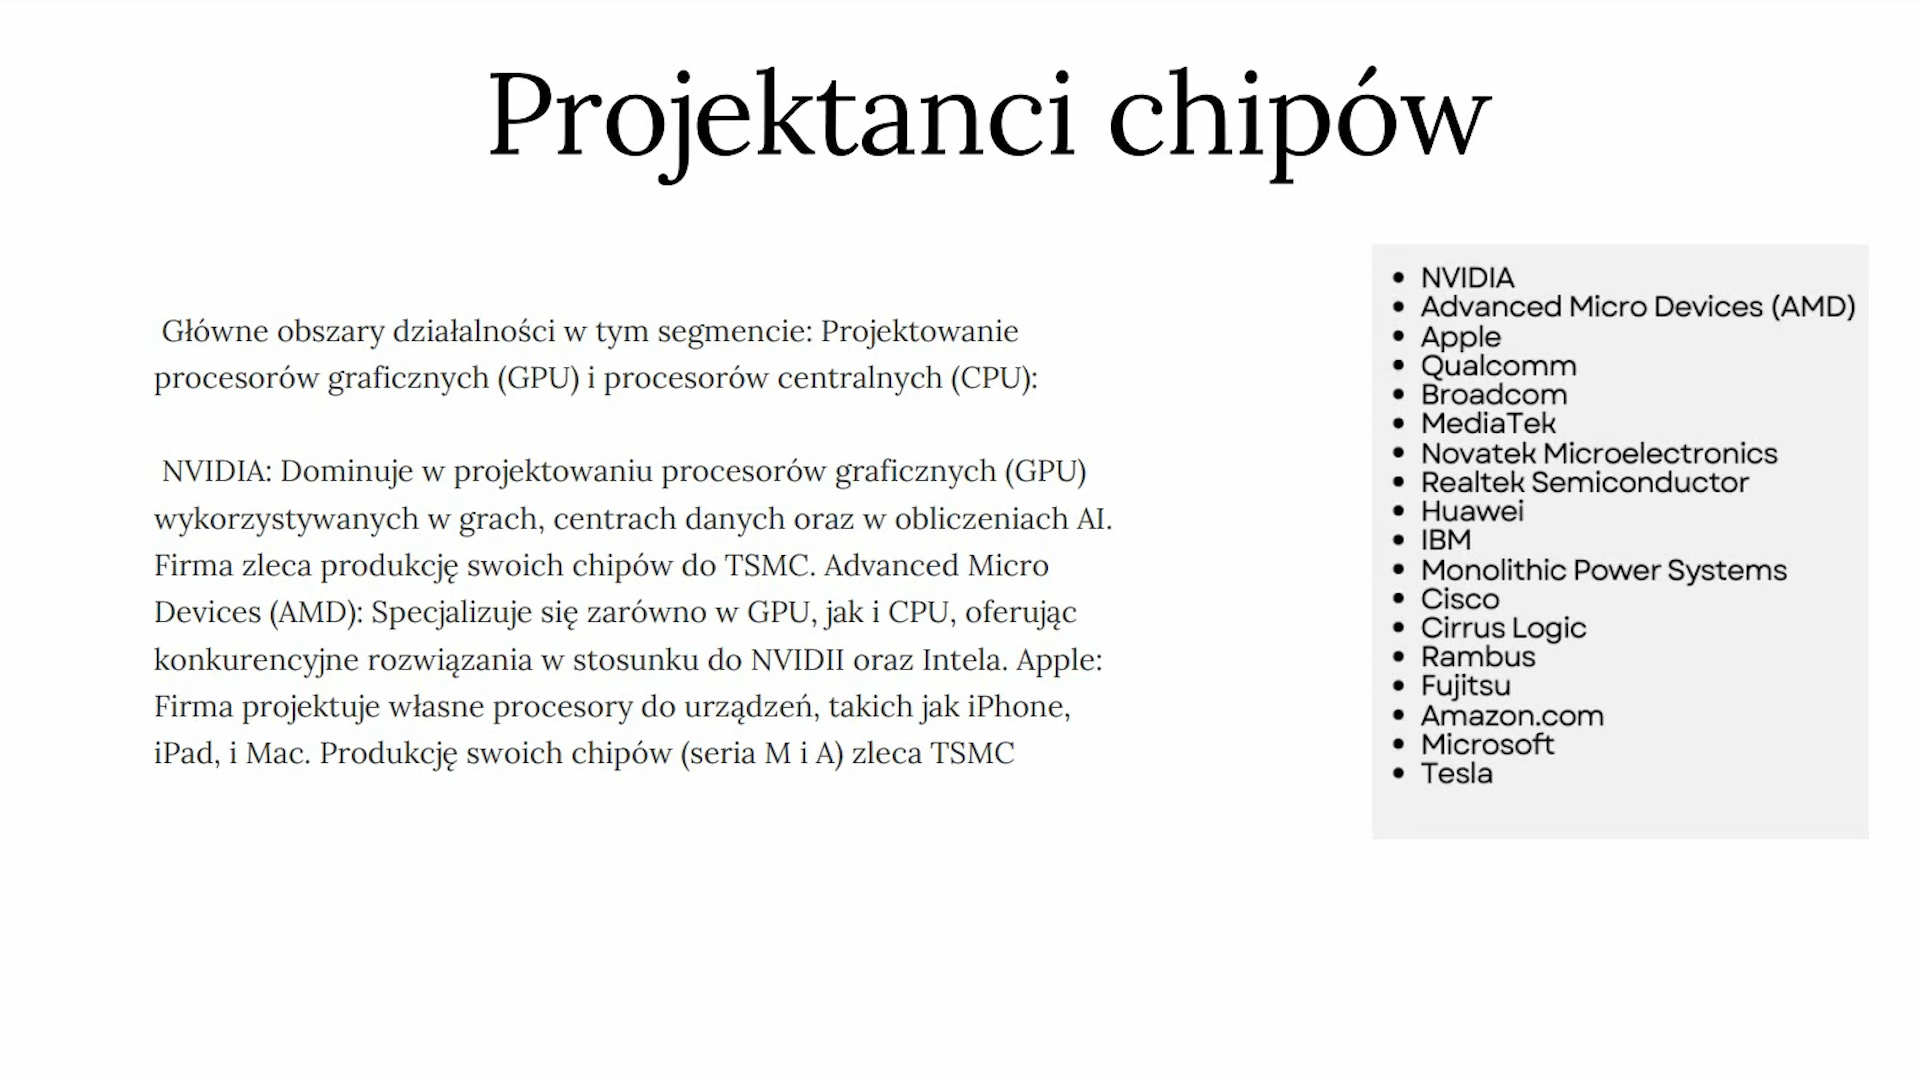 Projektanci chipów
Główne obszary działalności w tym segmencie: Projektowanie
procesorów graficznych (GPU) i procesorów centralnych (CPU):
NVIDIA: Dominuje w projektowaniu procesorów graficznych (GPU)
wykorzystywanych w grach, centrach danych oraz w obliczeniach AI.
Firma zleca produkcję swoich chipów do TSMC. Advanced Micro
Devices (AMD): Specjalizuje się zarówno w GPU, jak i CPU, oferując
konkurencyjne rozwiązania w stosunku do NVIDII oraz Intela. Apple:
Firma projektuje własne procesory do urządzeń, takich jak iPhone,
iPad, i Mac. Produkcję swoich chipów (seria M i A) zleca TSMC
• NVIDIA
• Advanced Micro Devices (AMD)
• Apple
• Qualcomm
• Broadcom
• MediaTek
• Novatek Microelectronics
• Realtek Semiconductor
• Huawei
• IBM
• Monolithic Power Systems
• Cisco
• Cirrus Logic
• Rambus
• Fujitsu
• Amazon.com
• Microsoft
• Tesla